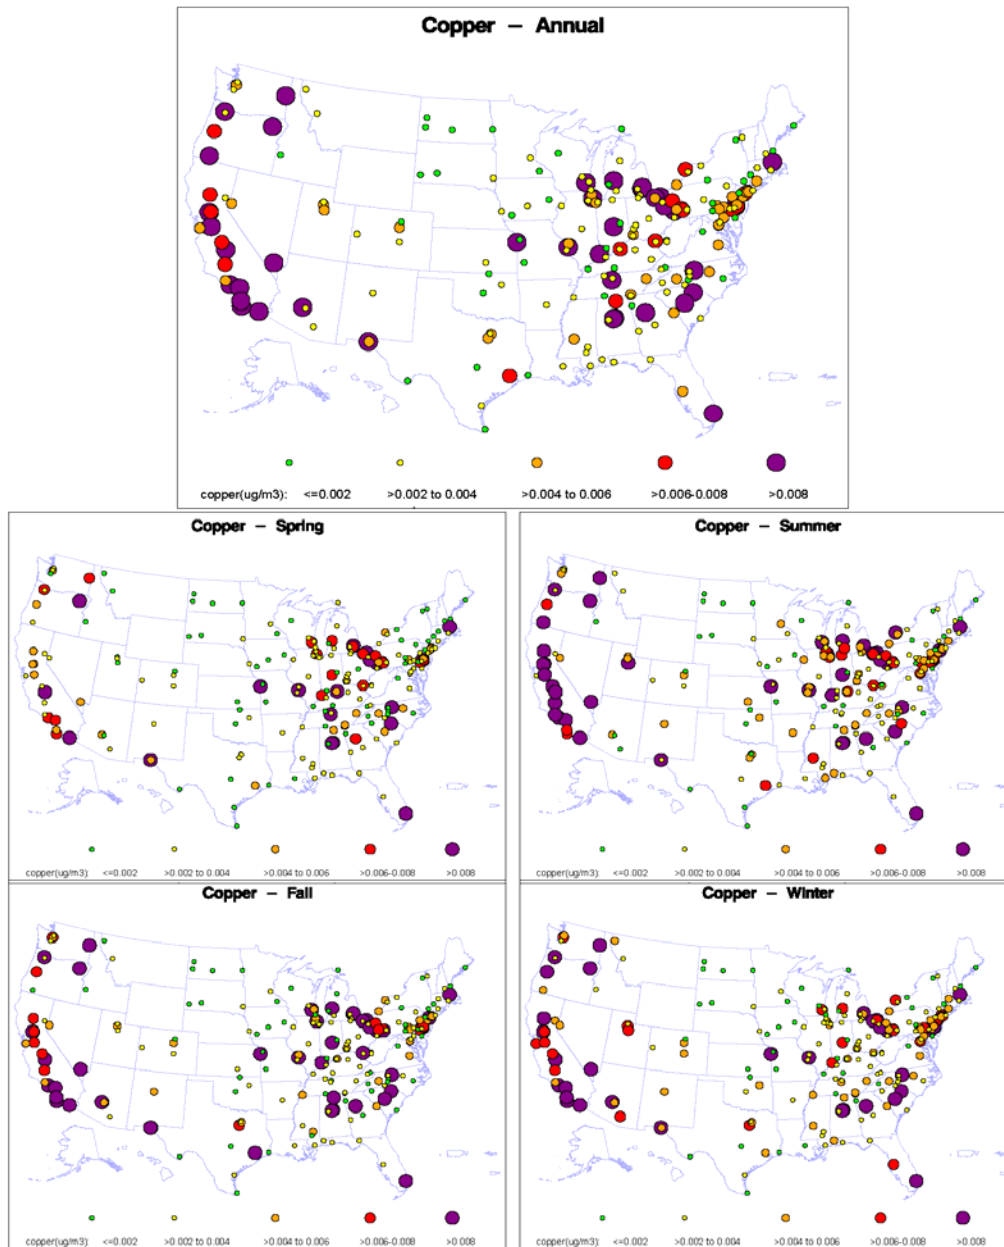 Copper – Annual
copper(ug/m3): <=0.002 >0.002 to 0.004 >0.004 to 0.006 >0.006-0.008 >0.008
Copper – Spring
copper(ug/m3): <=0.002 >0.002 to 0.004 >0.004 to 0.006 >0.006-0.008 >0.008
Copper – Summer
copper(ug/m3): <=0.002 >0.002 to 0.004 >0.004 to 0.006 >0.006-0.008 >0.008
Copper – Fall
copper(ug/m3): <=0.002 >0.002 to 0.004 >0.004 to 0.006 >0.006-0.008 >0.008
Copper – Winter
copper(ug/m3): <=0.002 >0.002 to 0.004 >0.004 to 0.006 >0.006-0.008 >0.008